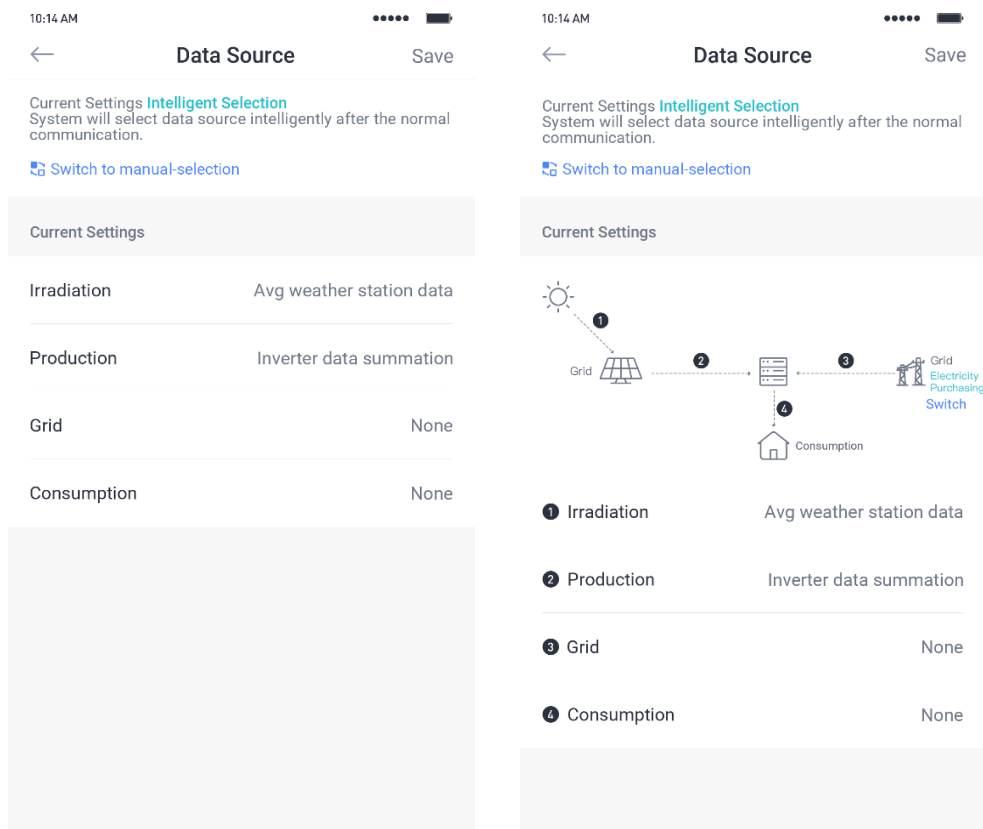 10:14 AM
Data Source
Save
Current Settings Intelligent Selection
System will select data source intelligently after the normal
communication.
Switch to manual-selection
Current Settings
Irradiation Avg weather station data
Production Inverter data summation
Grid None
Consumption None
10:14 AM
Data Source
Save
Current Settings Intelligent Selection
System will select data source intelligently after the normal
communication.
Switch to manual-selection
Current Settings
1
Grid
2
3
Grid
Electricity
Purchasing
Switch
4
Consumption
1 Irradiation Avg weather station data
2 Production Inverter data summation
3 Grid None
4 Consumption None